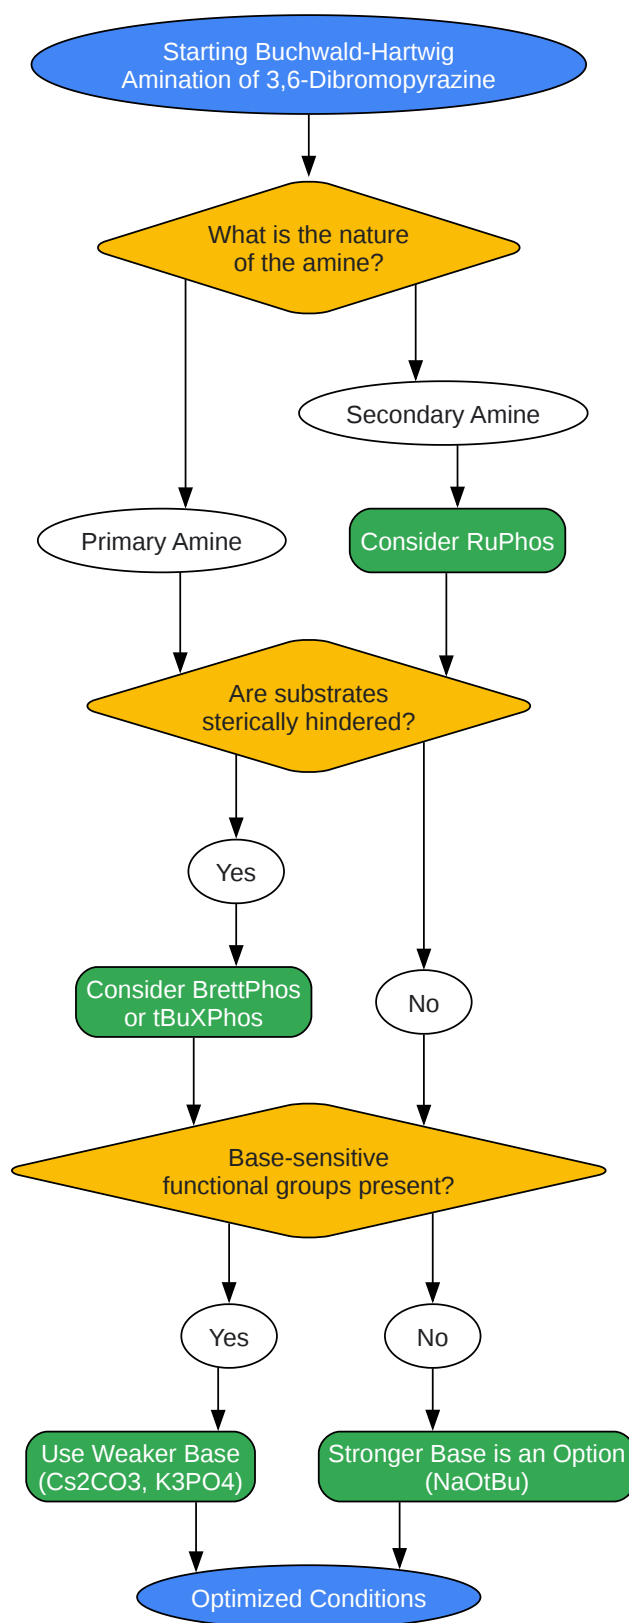 Starting Buchwald-Hartwig
Amination of 3,6-Dibromopyrazine
What is the nature
of the amine?
Secondary Amine
Primary Amine
Consider RuPhos
Are substrates
sterically hindered?
Yes
Consider BrettPhos
or tBuXPhos
No
Base-sensitive
functional groups present?
Yes
No
Use Weaker Base
(Cs2CO3, K3PO4)
Stronger Base is an Option
(NaOtBu)
Optimized Conditions